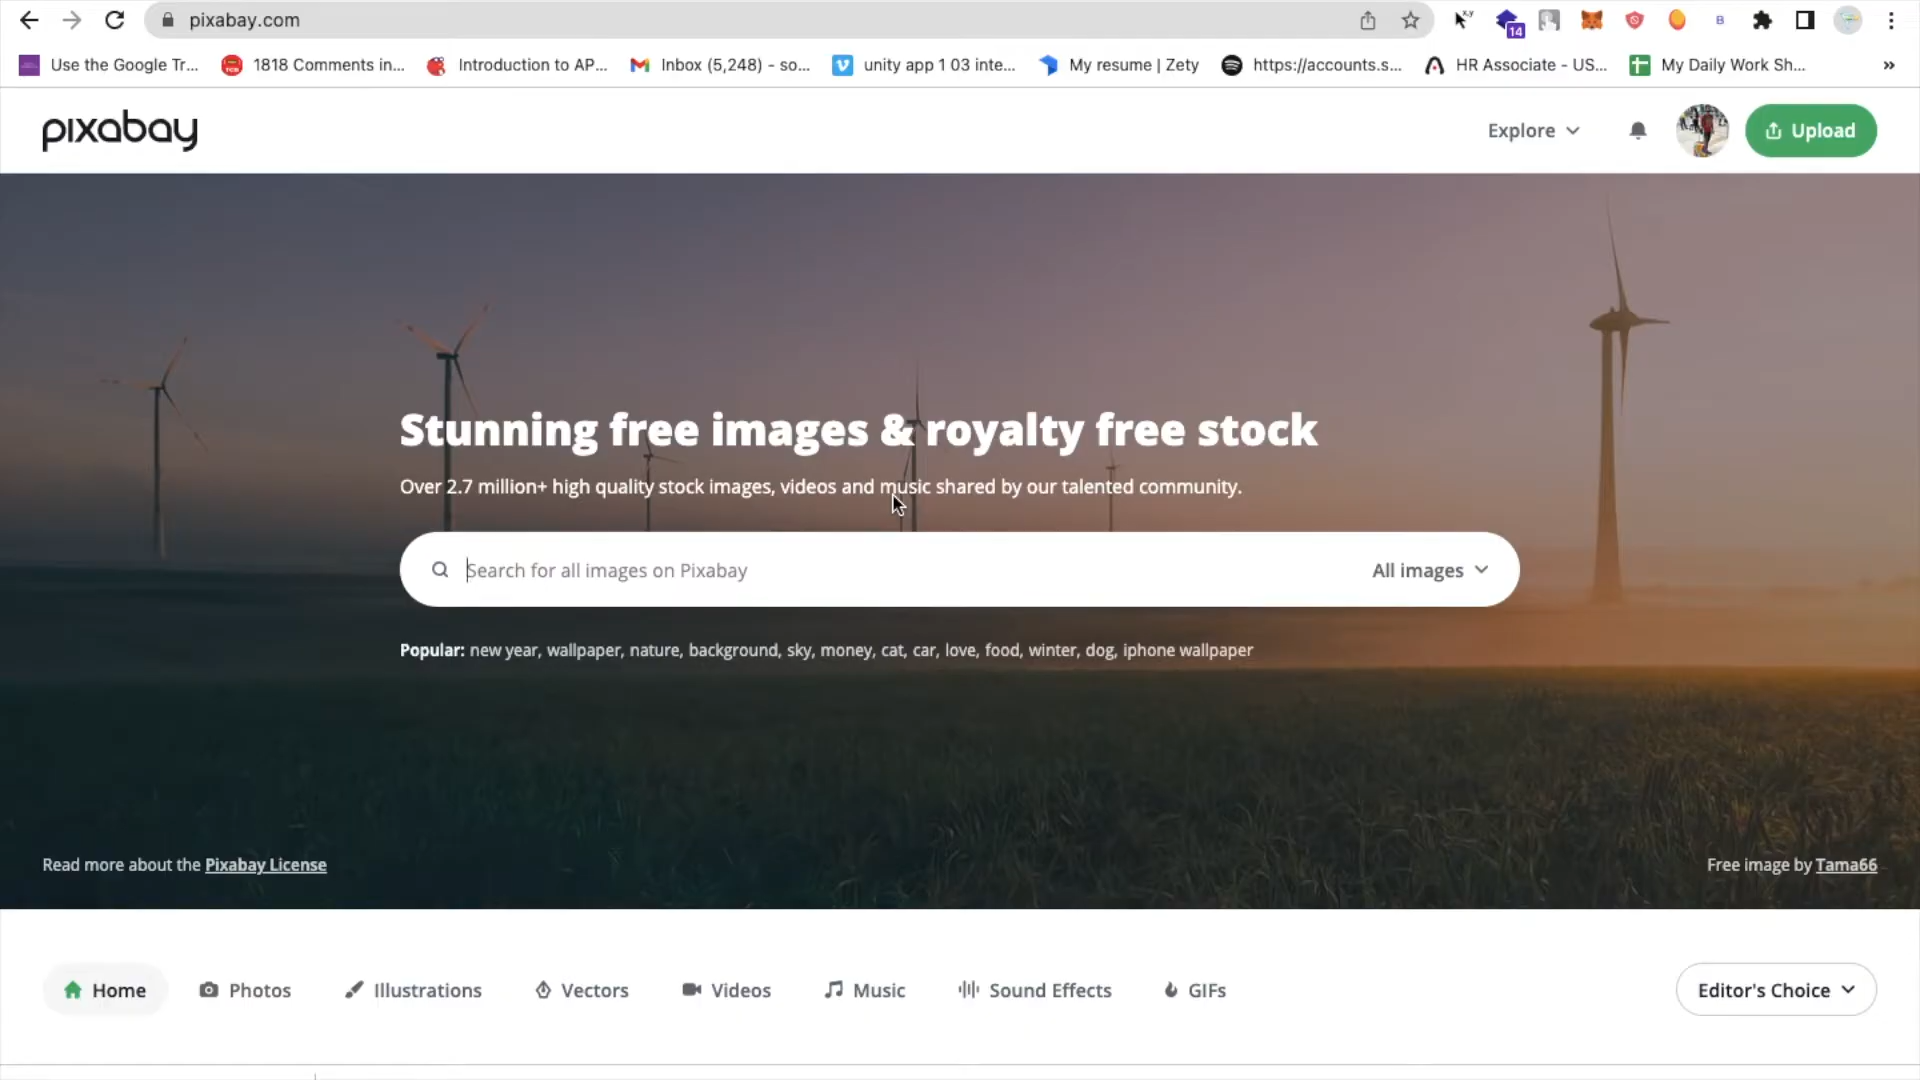 pixabay.com
14
B
Use the Google Tr...
1818 Comments in...
Introduction to AP...
Inbox (5,248) - so...
unity app 1 03 inte...
My resume | Zety
https://accounts.s...
HR Associate - US...
My Daily Work Sh...
»
pixabay
Explore
Upload
Stunning free images & royalty free stock
Over 2.7 million+ high quality stock images, videos and music shared by our talented community.
Search for all images on Pixabay
All images
Popular: new year, wallpaper, nature, background, sky, money, cat, car, love, food, winter, dog, iphone wallpaper
Read more about the Pixabay License
Free image by Tama66
Home
Photos
Illustrations
Vectors
Videos
Music
Sound Effects
GIFs
Editor's Choice